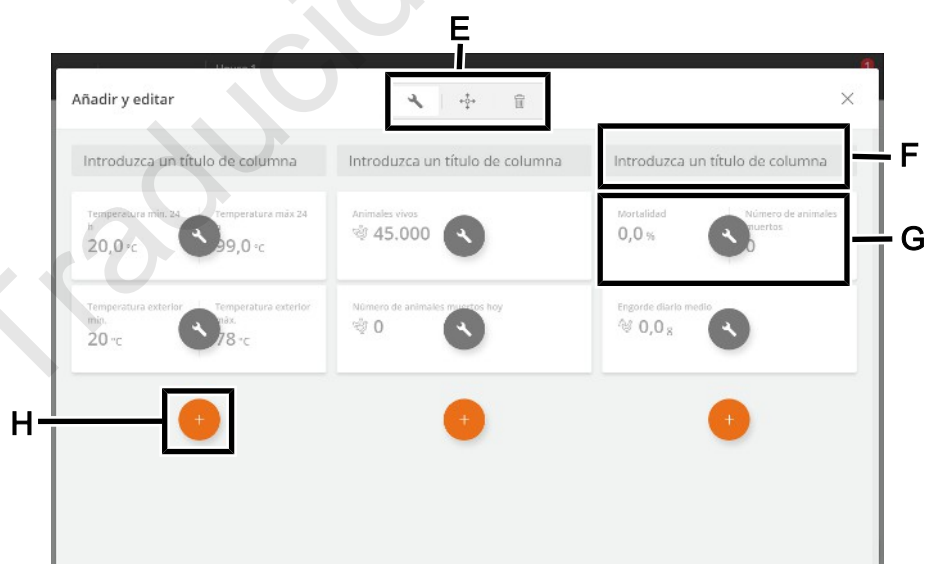 E
1
Añadir y editar
F
Introduzca un título de columna
Introduzca un título de columna
Introduzca un título de columna
G
Temperatura min. 24 h
20,0 °C
Temperatura máx 24
99,0 °C
Animales vivos
45.000
Mortalidad
0,0 %
Número de animales muertos
0
Temperatura exterior min.
20 °C
Temperatura exterior máx.
78 °C
Número de animales muertos hoy
0
Engorde diario medio
0,0 g
H
+
+
+
Traducid